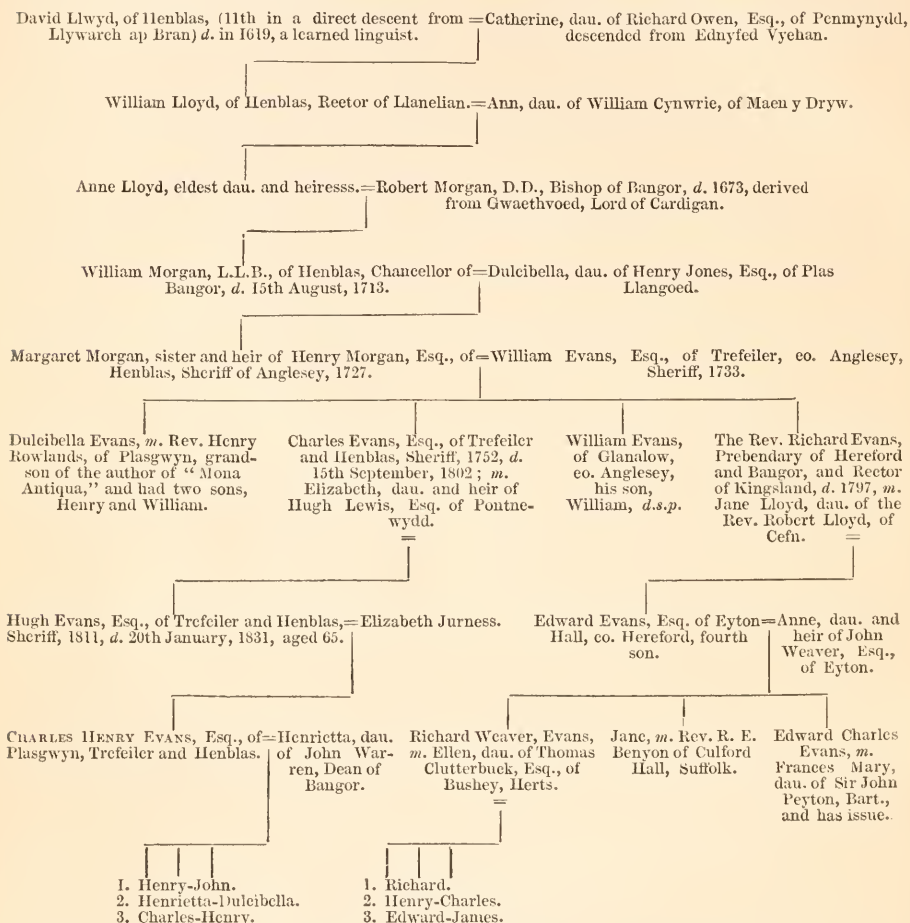 David Llwyd, of Henblas, (11th in a direct descent from = Catherine, dau. of Richard Owen, Esq., of Penmynydd,
Llywarch ap Bran) d. in 1619, a learned linguist. descended from Ednyfed Vyehan.
William Lloyd, of Henblas, Rector of Llanelian.=Ann, dau. of William Cynwrie, of Maen y Dryw.
Anne Lloyd, eldest dau. and heiresss.=Robert Morgan, D.D., Bishop of Bangor, d. 1673, derived
from Gwaethvoed, Lord of Cardigan.
William Morgan, L.L.B., of Henblas, Chancellor of=Dulcibella, dau. of Henry Jones, Esq., of Plas
Bangor, d. 15th August, 1713. Llangoed.
Margaret Morgan, sister and heir of Henry Morgan, Esq., of=William Evans, Esq., of Trefeiler, eo. Anglesey,
Henblas, Sheriff of Anglesey, 1727. Sheriff, 1733.
Dulcibella Evans, m. Rev. Henry
Rowlands, of Plasgwyn, grand-
son of the author of "Mona
Antiqua," and had two sons,
Henry and William.
Charles Evans, Esq., of Trefeiler
and Henblas, Sheriff, 1752, d.
15th September, 1802; m.
Elizabeth, dau. and heir of
Hugh Lewis, Esq. of Pontne-
wydd.
=
William Evans,
of Glanalow,
eo. Anglesey,
his son,
William, d.s.p.
The Rev. Richard Evans,
Prebendary of Hereford
and Bangor, and Rector
of Kingsland, d. 1797, m.
Jane Lloyd, dau. of the
Rev. Robert Lloyd, of
Cefn. =
Hugh Evans, Esq., of Trefeiler and Henblas,=Elizabeth Jurness.
Sheriff, 1811, d. 20th January, 1831, aged 65.
Edward Evans, Esq. of Eyton=Anne, dau. and
Hall, co. Hereford, fourth heir of John
son. Weaver, Esq.,
of Eyton.
CHARLES HENRY EVANS, Esq., of=Henrietta, dau.
Plasgwyn, Trefeiler and Henblas. of John War-
ren, Dean of
Bangor.
Richard Weaver, Evans,
m. Ellen, dau. of Thomas
Clutterbuck, Esq., of
Bushey, Herts.
=
Jane, m. Rev. R. E.
Benyon of Culford
Hall, Suffolk.
Edward Charles
Evans, m.
Frances Mary,
dau. of Sir John
Peyton, Bart.,
and has issue.
1. Henry-John.
2. Henrietta-Dulcibella.
3. Charles-Henry.
1. Richard.
2. Henry-Charles.
3. Edward-James.